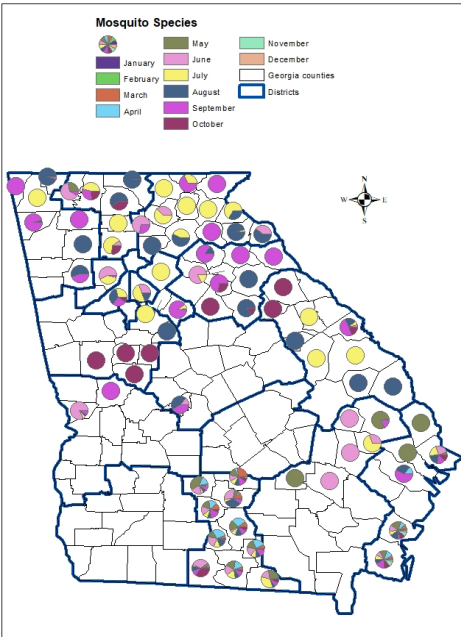 Mosquito Species
January
February
March
April
May
June
July
August
September
October
November
December
Georgia counties
Districts
N
W E
S